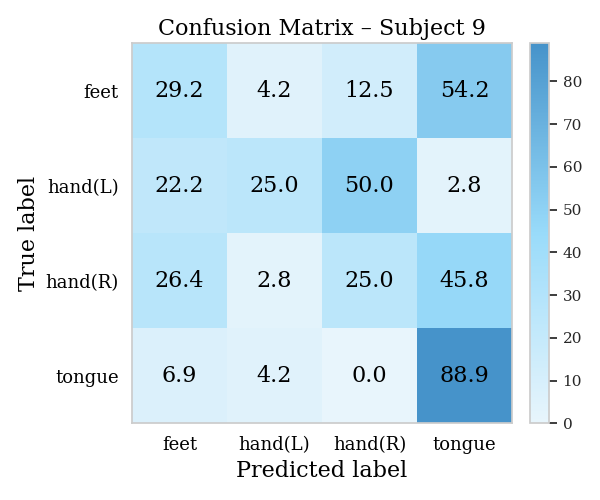 Confusion Matrix – Subject 9
True label
feet 29.2 4.2 12.5 54.2
hand(L) 22.2 25.0 50.0 2.8
hand(R) 26.4 2.8 25.0 45.8
tongue 6.9 4.2 0.0 88.9
feet hand(L) hand(R) tongue
Predicted label
80
70
60
50
40
30
20
10
0